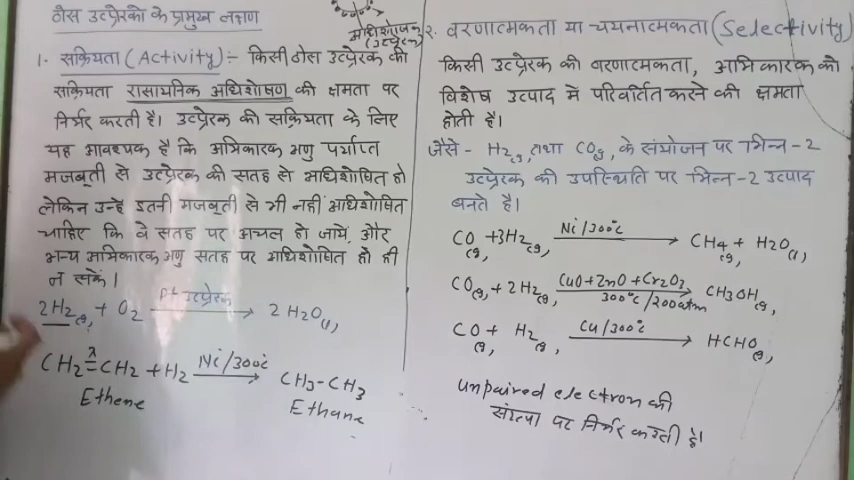 ठोस उत्प्रेरको के प्रमुख लक्षण
अधिशोषक
(उत्प्रेरक)
1- सक्रियता (Activity) :- किसी ठोस उत्प्रेरक की
सक्रियता रासायनिक अधिशोषण की क्षमता पर
निर्भर करती है। उत्प्रेरक की सक्रियता के लिए
यह आवश्यक है कि अभिकारक अणु पर्याप्त
मजबूती से उत्प्रेरक की सतह से अधिशोषित हो
लेकिन उन्हें इतनी मजबूती से भी नहीं अधिशोषित
चाहिए कि वे सतह पर अचल हो जायें और
अन्य अभिकारक अणु सतह पर अधिशोषित हो ही
न सकें।
2H₂(g) + O₂ —Pt उत्प्रेरक→ 2H₂O(l)
CH₂=CH₂ + H₂ —Ni/300°C→ CH₃-CH₃
Ethene Ethane
२. वरणात्मकता या चयनात्मकता (Selectivity)
किसी उत्प्रेरक की वरणात्मकता, अभिकारक को
विशेष उत्पाद में परिवर्तित करने की क्षमता
होती है।
जैसे - H₂(g) तथा CO(g) के संयोजन पर भिन्न-2
उत्प्रेरक की उपस्थिति पर भिन्न-2 उत्पाद
बनते है।
CO(g) + 3H₂(g) —Ni/300°C→ CH₄(g) + H₂O(l)
CO(g) + 2H₂(g) —CuO+ZnO+Cr₂O₃ 300°C/200atm→ CH₃OH(g)
CO(g) + H₂(g) —Cu/300°C→ HCHO(g)
unpaired electron की
संख्या पर निर्भर करती है।